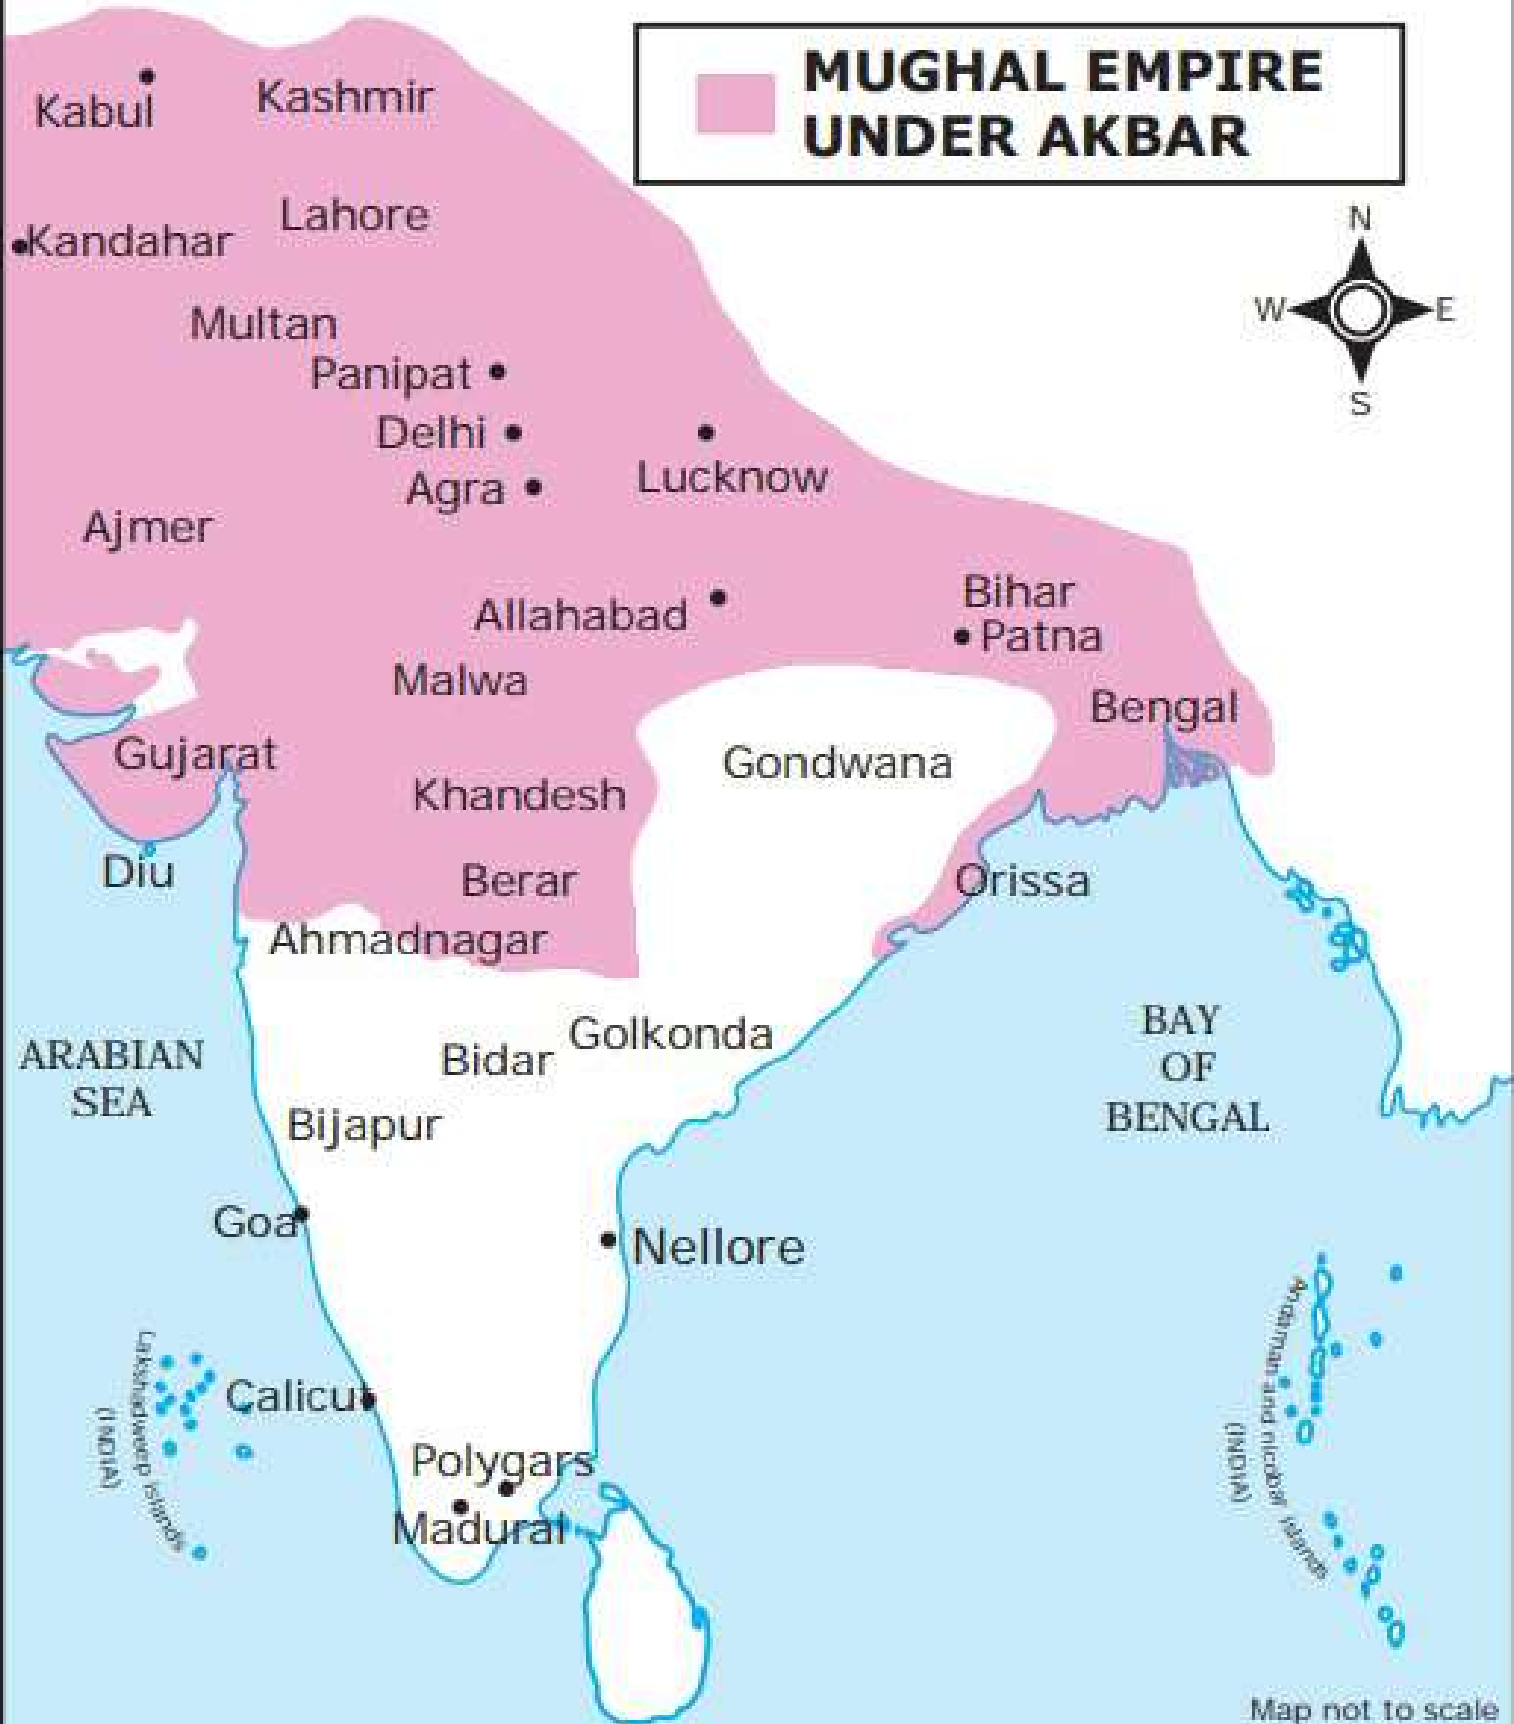 MUGHAL EMPIRE
UNDER AKBAR
Kabul
Kashmir
N
Lahore
Kandahar
W
E
Multan
Panipat
S
Delhi
Lucknow
Agra
Ajmer
Bihar
Allahabad
Patna
Malwa
Bengal
Gujarat
Gondwana
Khandesh
Diu
Berar
Orissa
Ahmadnagar
Golkonda
Bidar
ARABIAN
SEA
BAY
OF
BENGAL
Bijapur
Goa
Nellore
Lakshadweep islands
(INDIA)
Calicut
Andaman and nicobar islands
(INDIA)
Polygars
Madurai
Map not to scale